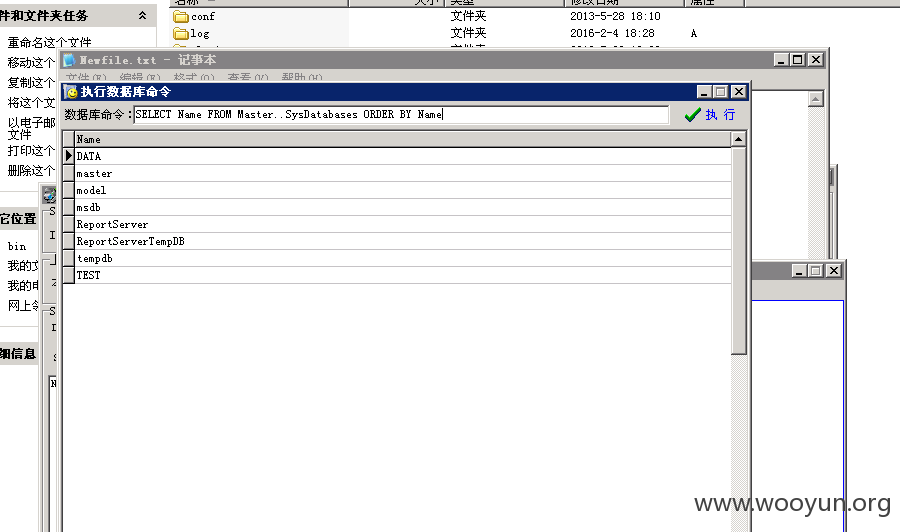 名称 大小 类型 修改日期 属性
conf 文件夹 2013-5-28 18:10
log 文件夹 2016-2-4 18:28 A
件和文件夹任务
重命名这个文件
移动这个
复制这个
将这个文
以电子邮
文件
打印这个
删除这个
它位置
bin
我的文
我的电
网上邻
细信息
Newfile.txt - 记事本
文件(F) 编辑(E) 格式(O) 查看(V) 帮助(H)
执行数据库命令
数据库命令:SELECT Name FROM Master..SysDatabases ORDER BY Name 执 行
Name
DATA
master
model
msdb
ReportServer
ReportServerTempDB
tempdb
TEST
www.wooyun.org